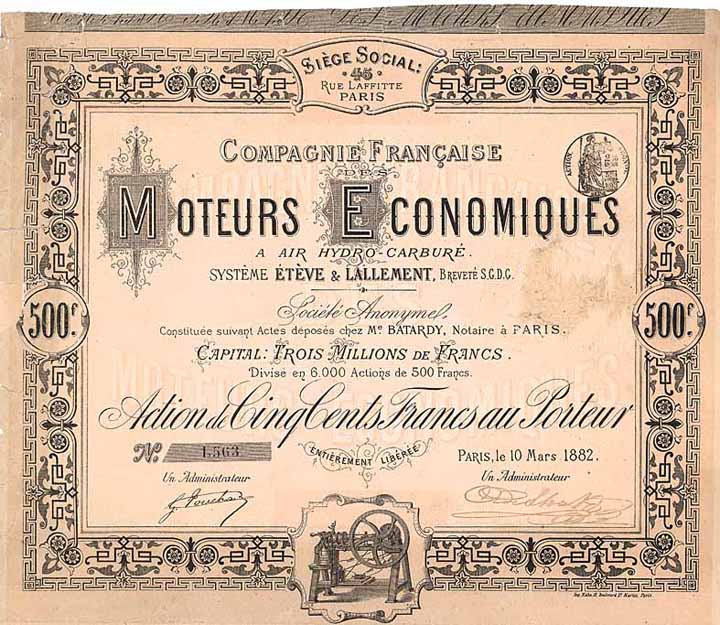 SIÈGE SOCIAL:
45
RUE LAFFITTE
PARIS
COMPAGNIE FRANÇAISE
DES
MOTEURS ECONOMIQUES
A AIR HYDRO-CARBURÉ.
SYSTÈME ÉTÈVE & LALLEMENT, BREVETÉ S.G.D.G.
Société Anonyme
Constituée suivant Actes déposés chez Me BATARDY, Notaire à PARIS.
500f. 500f.
CAPITAL: TROIS MILLIONS DE FRANCS.
Divisé en 6.000 Actions de 500 Francs.
Action de Cinq Cents Francs au Porteur
No. 1.563 ENTIÈREMENT LIBÉRÉE PARIS, le 10 Mars 1882.
Un Administrateur Un Administrateur